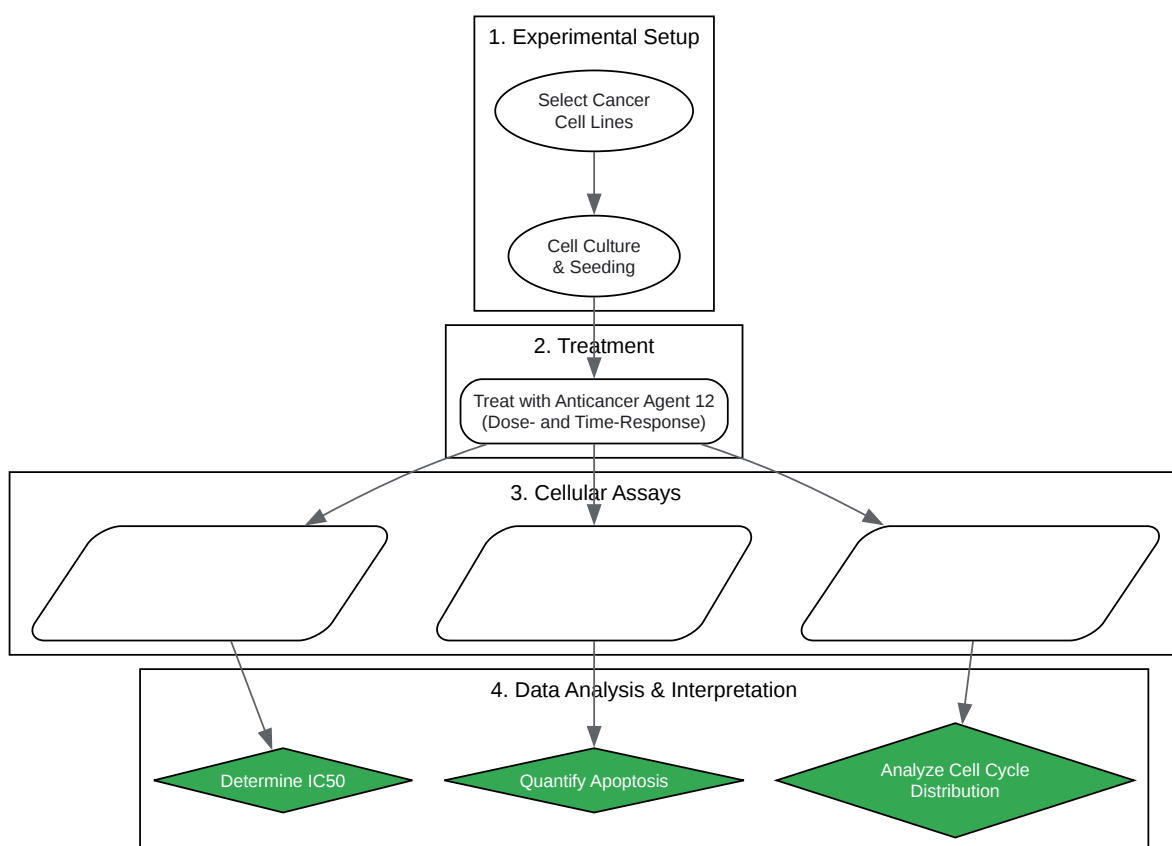 1. Experimental Setup
Select Cancer
Cell Lines
Cell Culture
& Seeding
2. Treatment
Treat with Anticancer Agent 12
(Dose- and Time-Response)
3. Cellular Assays
4. Data Analysis & Interpretation
Determine IC50
Quantify Apoptosis
Analyze Cell Cycle
Distribution